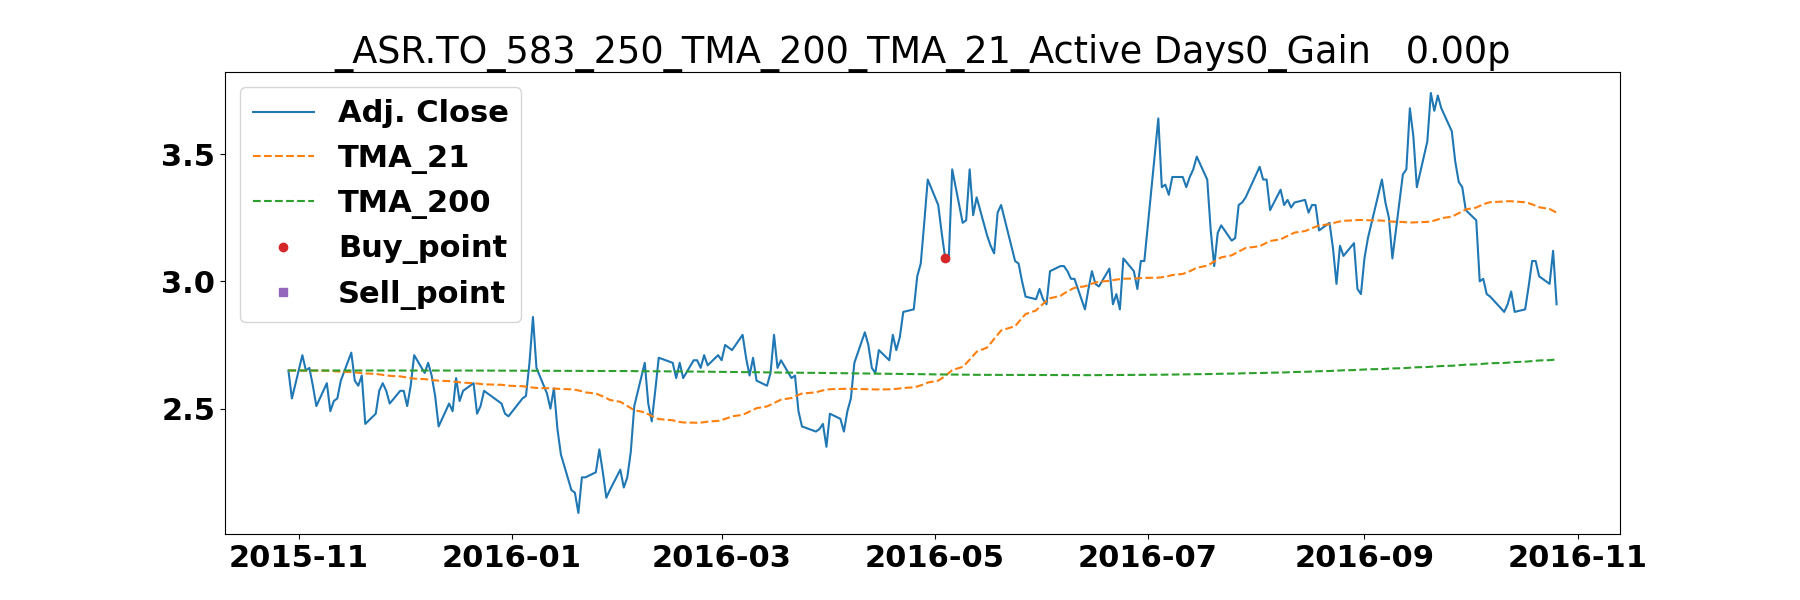 _ASR.TO_583_250_TMA_200_TMA_21_Active Days0_Gain   0.00p
Adj. Close
TMA_21
TMA_200
Buy_point
Sell_point
3.5
3.0
2.5
2015-11 2016-01 2016-03 2016-05 2016-07 2016-09 2016-11